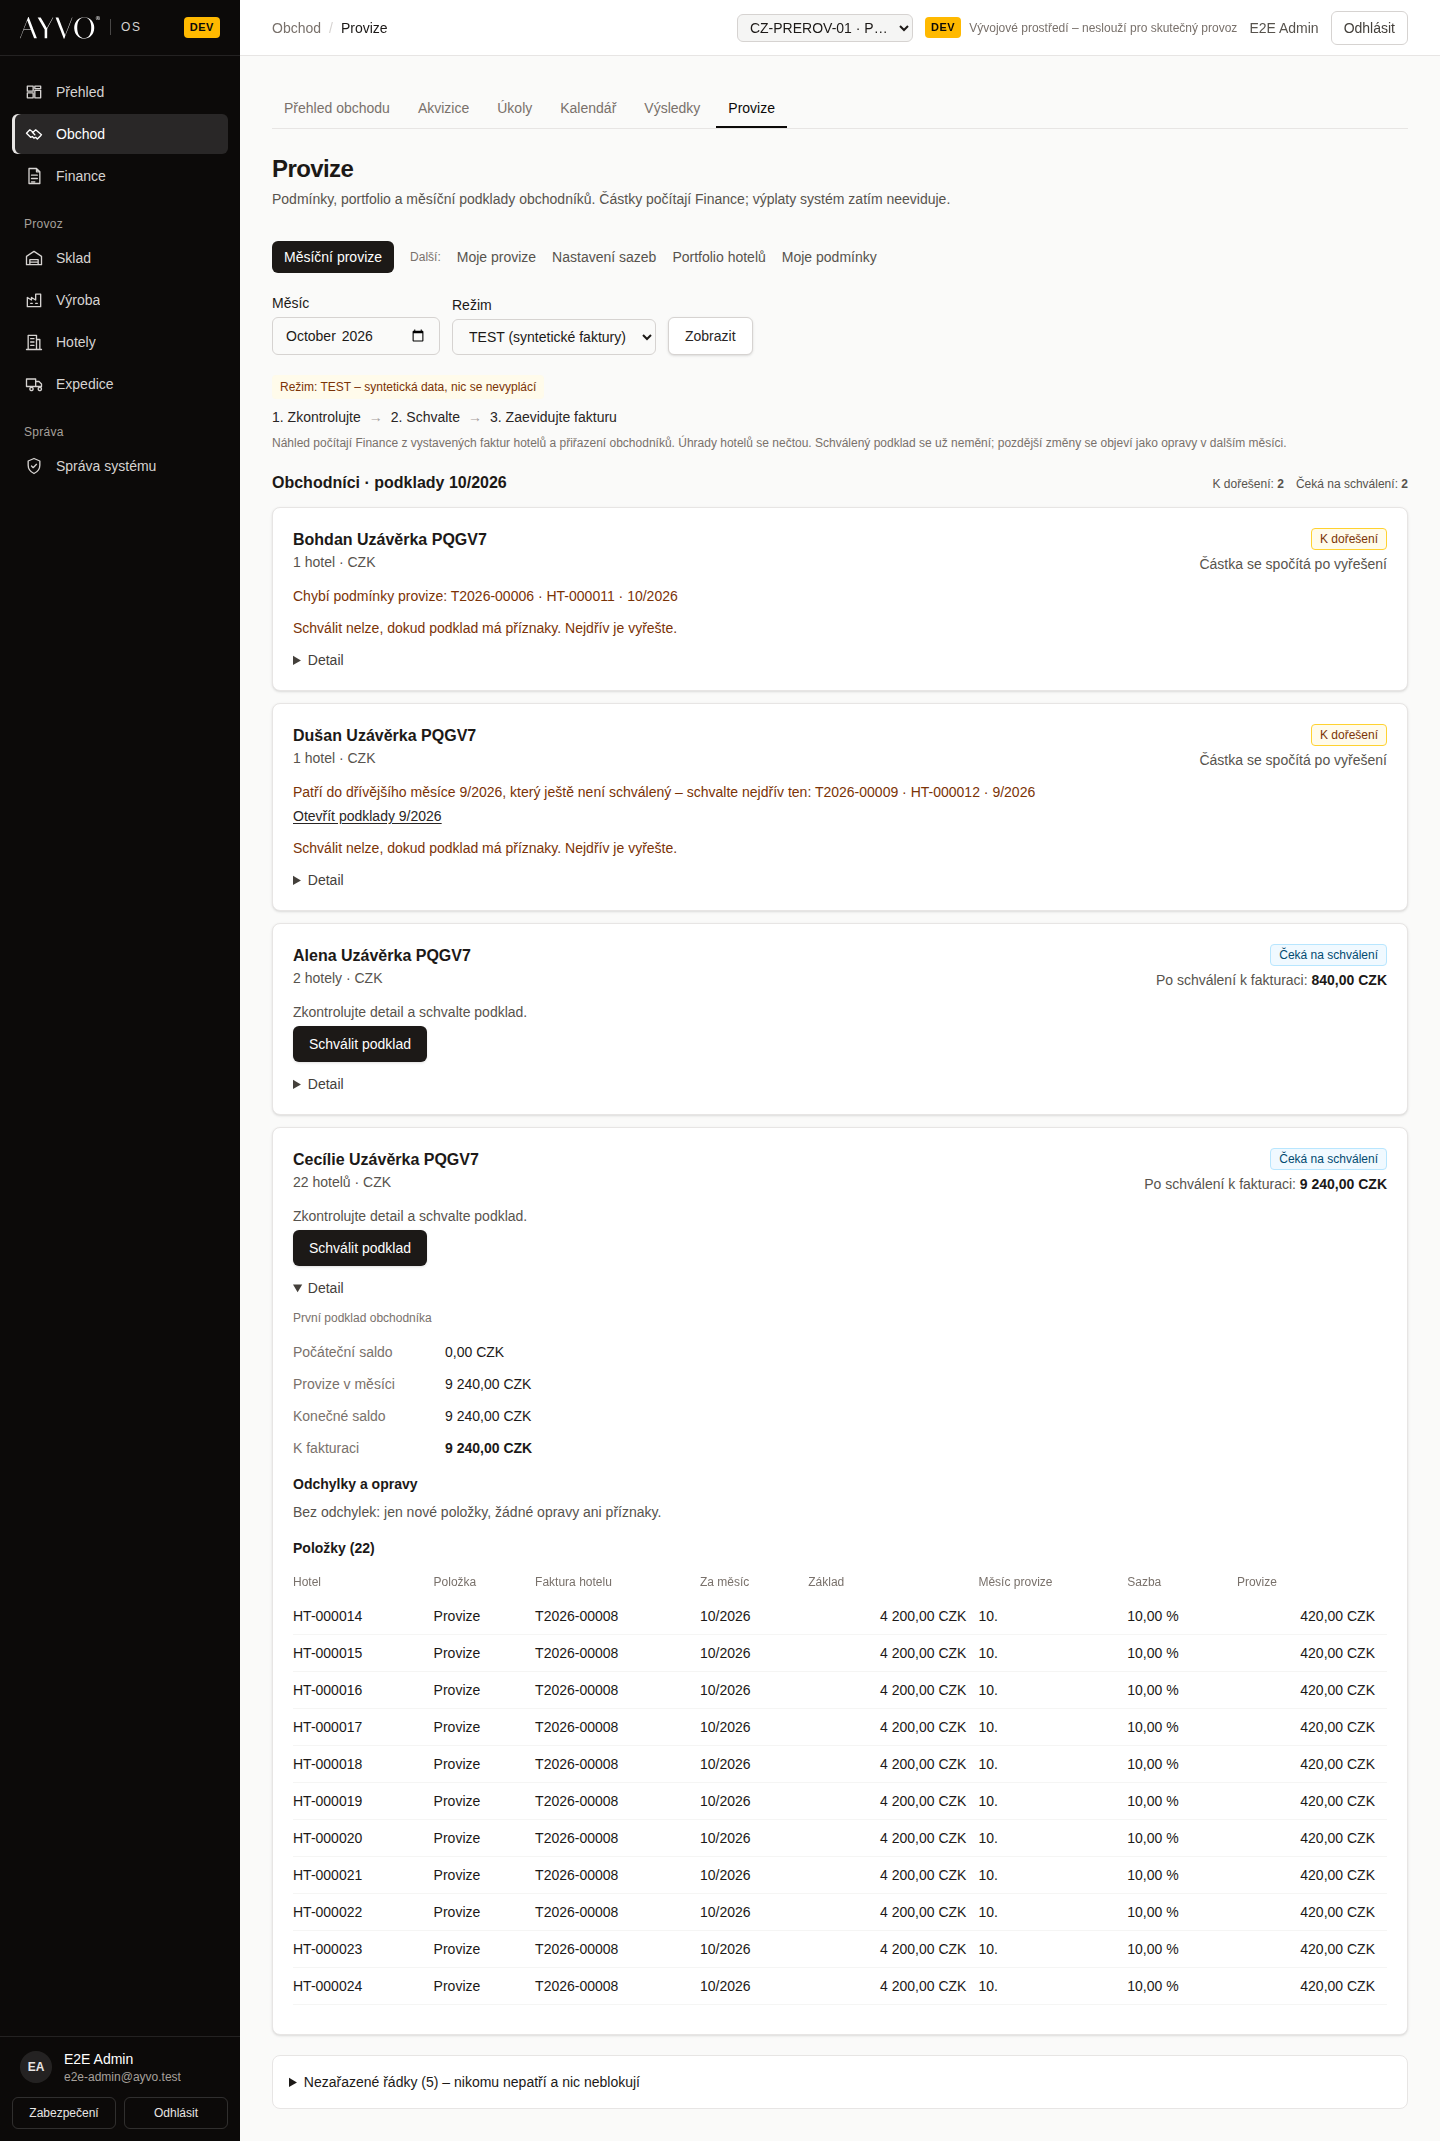 AYVO® OS DEV
Obchod / Provize
CZ-PREROV-01 · P…
DEV Vývojové prostředí – neslouží pro skutečný provoz
E2E Admin
Odhlásit
Přehled
Obchod
Finance
Provoz
Sklad
Výroba
Hotely
Expedice
Správa
Správa systému
Přehled obchodu Akvizice Úkoly Kalendář Výsledky Provize
Provize
Podmínky, portfolio a měsíční podklady obchodníků. Částky počítají Finance; výplaty systém zatím neeviduje.
Měsíční provize Další: Moje provize Nastavení sazeb Portfolio hotelů Moje podmínky
Měsíc Režim
October 2026 TEST (syntetické faktury) Zobrazit
Režim: TEST – syntetická data, nic se nevyplácí
1. Zkontrolujte → 2. Schvalte → 3. Zaevidujte fakturu
Náhled počítají Finance z vystavených faktur hotelů a přiřazení obchodníků. Úhrady hotelů se nečtou. Schválený podklad se už nemění; pozdější změny se objeví jako opravy v dalším měsíci.
Obchodníci · podklady 10/2026 K dořešení: 2 Čeká na schválení: 2
Bohdan Uzávěrka PQGV7 K dořešení
1 hotel · CZK Částka se spočítá po vyřešení
Chybí podmínky provize: T2026-00006 · HT-000011 · 10/2026
Schválit nelze, dokud podklad má příznaky. Nejdřív je vyřešte.
▶ Detail
Dušan Uzávěrka PQGV7 K dořešení
1 hotel · CZK Částka se spočítá po vyřešení
Patří do dřívějšího měsíce 9/2026, který ještě není schválený – schvalte nejdřív ten: T2026-00009 · HT-000012 · 9/2026
Otevřít podklady 9/2026
Schválit nelze, dokud podklad má příznaky. Nejdřív je vyřešte.
▶ Detail
Alena Uzávěrka PQGV7 Čeká na schválení
2 hotely · CZK Po schválení k fakturaci: 840,00 CZK
Zkontrolujte detail a schvalte podklad.
Schválit podklad
▶ Detail
Cecílie Uzávěrka PQGV7 Čeká na schválení
22 hotelů · CZK Po schválení k fakturaci: 9 240,00 CZK
Zkontrolujte detail a schvalte podklad.
Schválit podklad
▼ Detail
První podklad obchodníka
Počáteční saldo 0,00 CZK
Provize v měsíci 9 240,00 CZK
Konečné saldo 9 240,00 CZK
K fakturaci 9 240,00 CZK
Odchylky a opravy
Bez odchylek: jen nové položky, žádné opravy ani příznaky.
Položky (22)
Hotel Položka Faktura hotelu Za měsíc Základ Měsíc provize Sazba Provize
HT-000014 Provize T2026-00008 10/2026 4 200,00 CZK 10. 10,00 % 420,00 CZK
HT-000015 Provize T2026-00008 10/2026 4 200,00 CZK 10. 10,00 % 420,00 CZK
HT-000016 Provize T2026-00008 10/2026 4 200,00 CZK 10. 10,00 % 420,00 CZK
HT-000017 Provize T2026-00008 10/2026 4 200,00 CZK 10. 10,00 % 420,00 CZK
HT-000018 Provize T2026-00008 10/2026 4 200,00 CZK 10. 10,00 % 420,00 CZK
HT-000019 Provize T2026-00008 10/2026 4 200,00 CZK 10. 10,00 % 420,00 CZK
HT-000020 Provize T2026-00008 10/2026 4 200,00 CZK 10. 10,00 % 420,00 CZK
HT-000021 Provize T2026-00008 10/2026 4 200,00 CZK 10. 10,00 % 420,00 CZK
HT-000022 Provize T2026-00008 10/2026 4 200,00 CZK 10. 10,00 % 420,00 CZK
HT-000023 Provize T2026-00008 10/2026 4 200,00 CZK 10. 10,00 % 420,00 CZK
HT-000024 Provize T2026-00008 10/2026 4 200,00 CZK 10. 10,00 % 420,00 CZK
▶ Nezařazené řádky (5) – nikomu nepatří a nic neblokují
EA E2E Admin
e2e-admin@ayvo.test
Zabezpečení Odhlásit